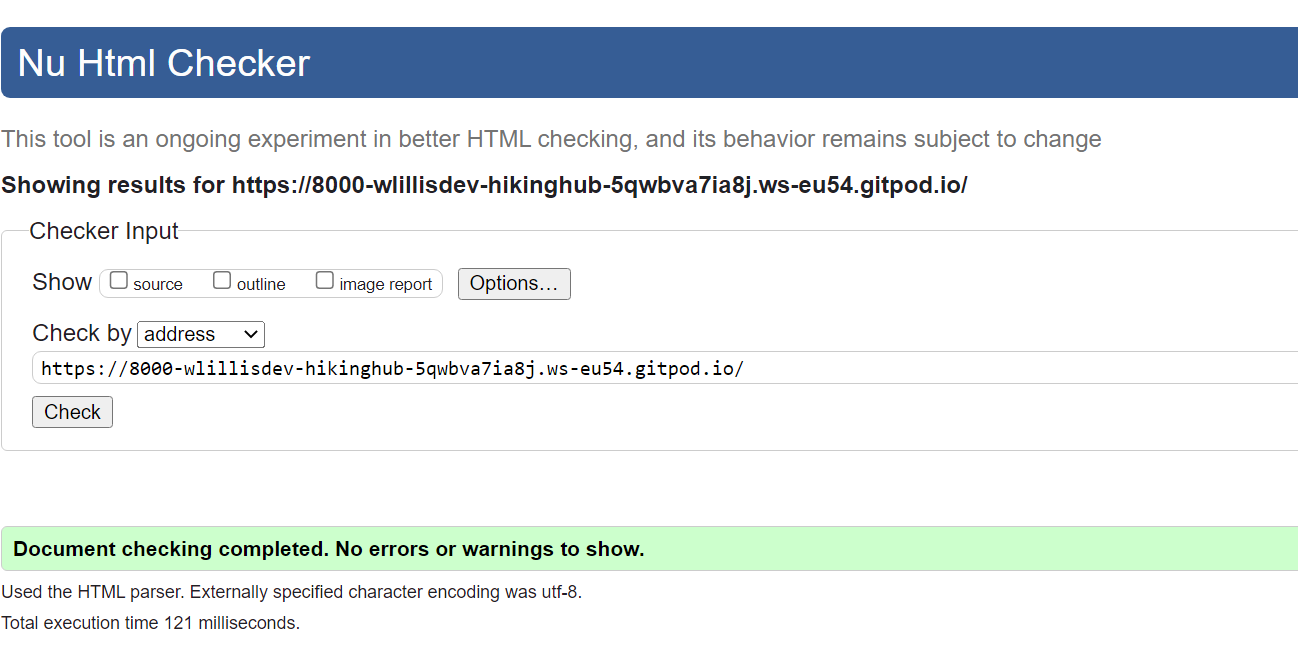 Nu Html Checker
This tool is an ongoing experiment in better HTML checking, and its behavior remains subject to change
Showing results for https://8000-wlillisdev-hikinghub-5qwbva7ia8j.ws-eu54.gitpod.io/
Checker Input
Show source outline image report Options...
Check by address
https://8000-wlillisdev-hikinghub-5qwbva7ia8j.ws-eu54.gitpod.io/
Check
Document checking completed. No errors or warnings to show.
Used the HTML parser. Externally specified character encoding was utf-8.
Total execution time 121 milliseconds.